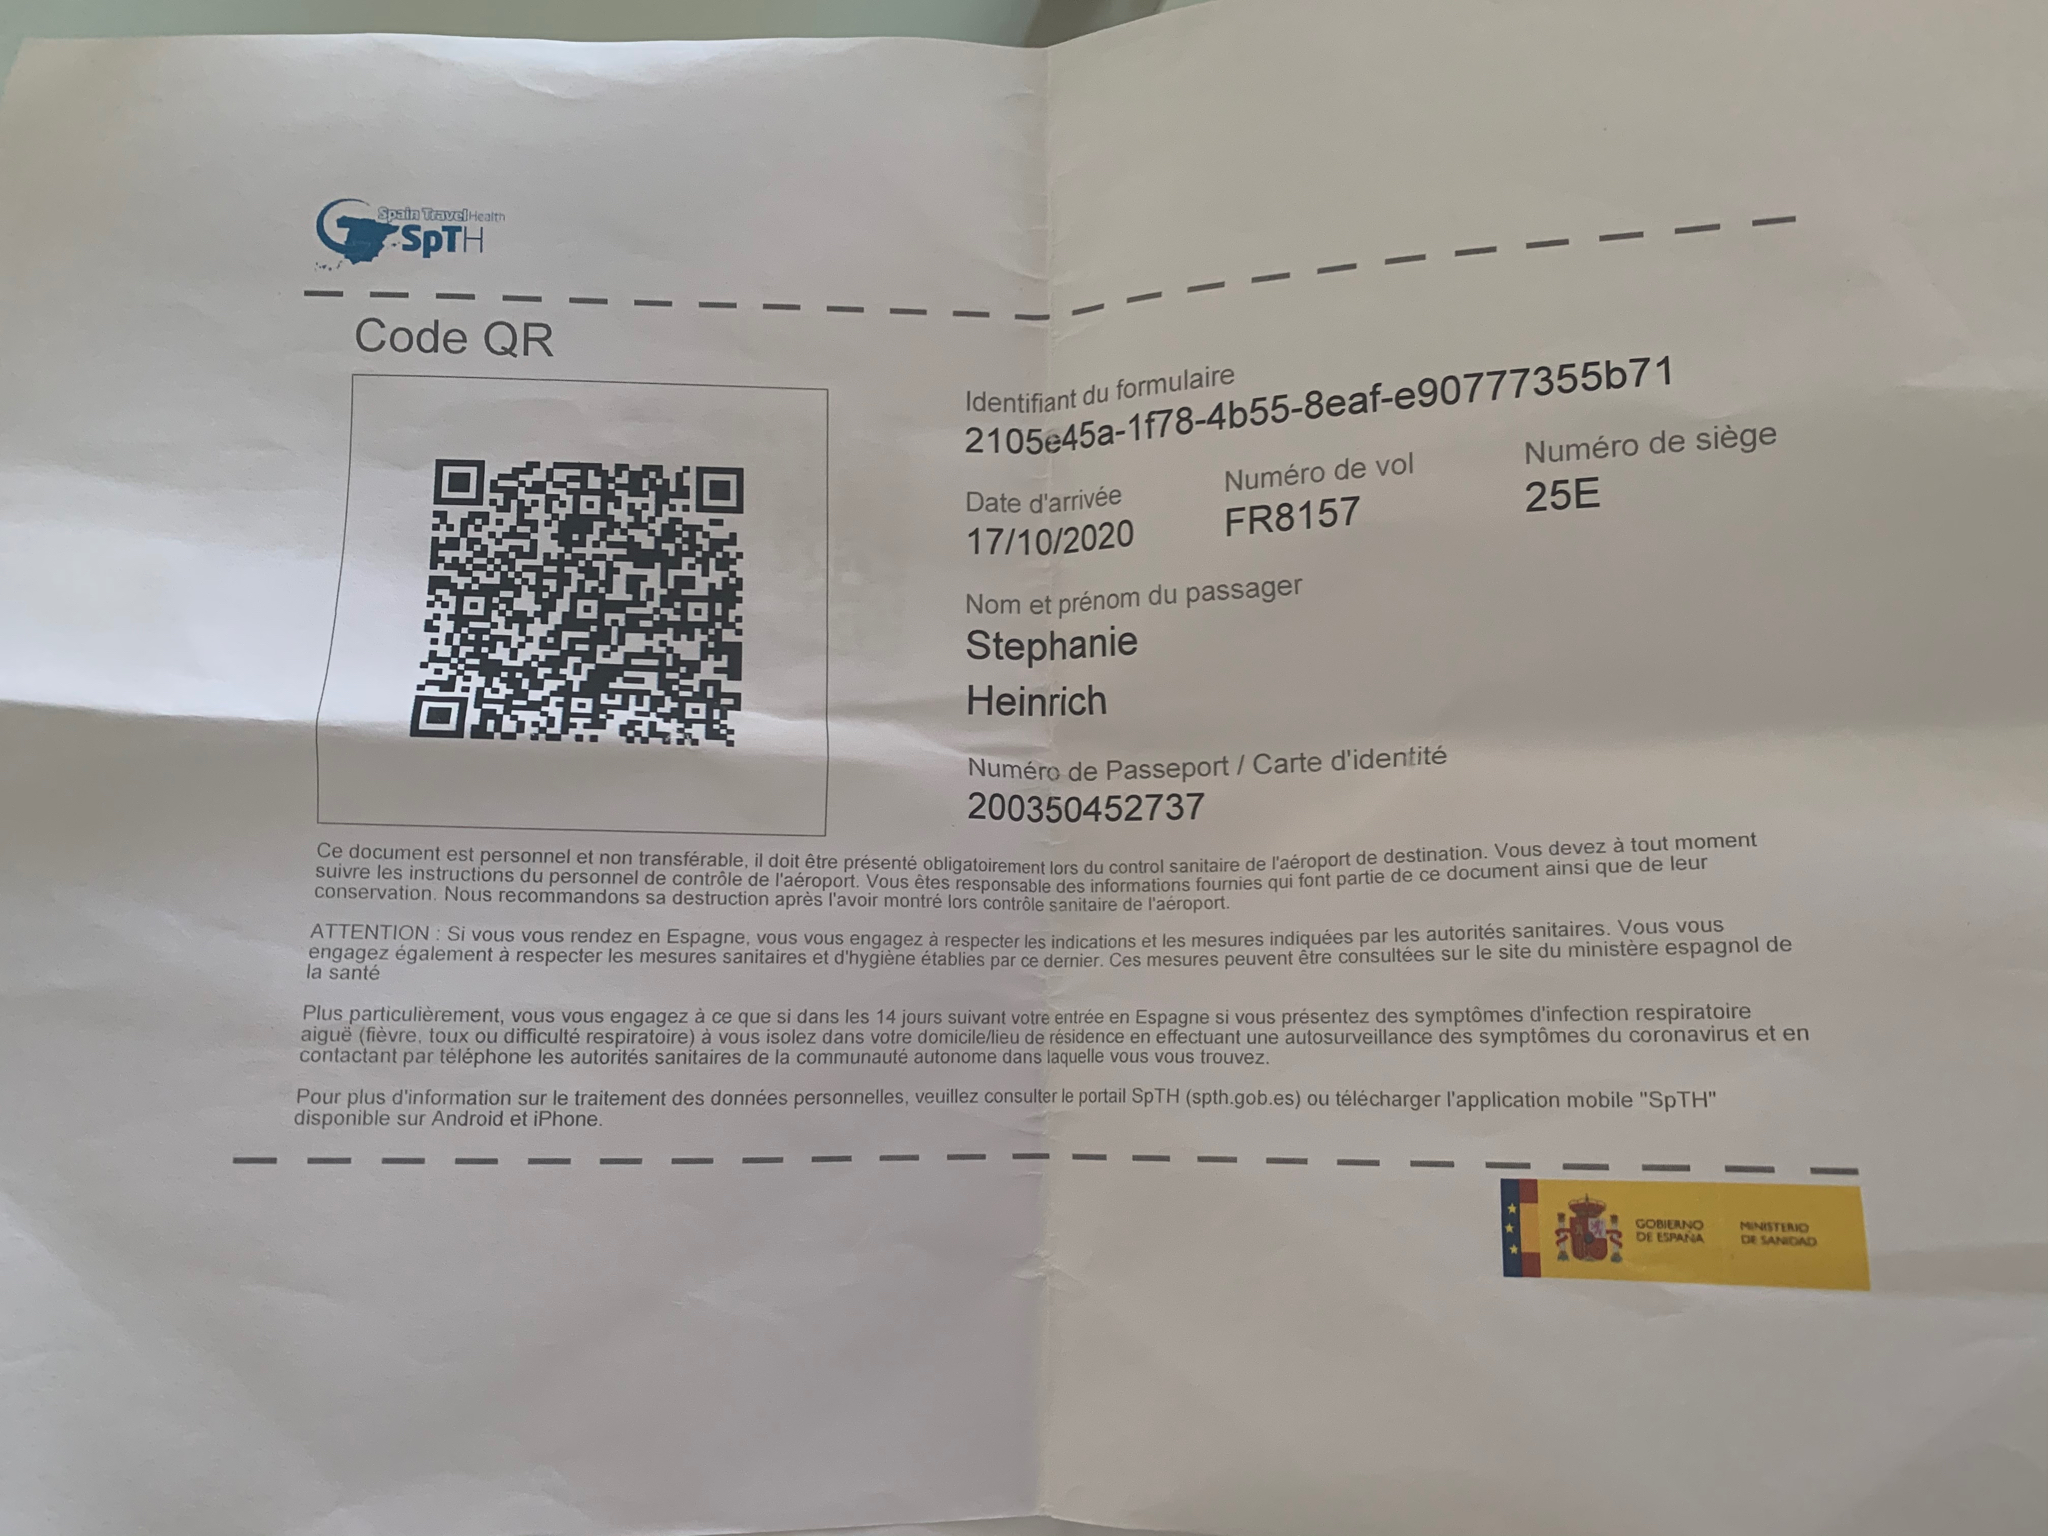 Spain Travel Health
SpTH
Code QR
Identifiant du formulaire
2105e45a-1f78-4b55-8eaf-e90777355b71
Date d'arrivée
17/10/2020
Numéro de vol
FR8157
Numéro de siège
25E
Nom et prénom du passager
Stephanie
Heinrich
Numéro de Passeport / Carte d'identité
200350452737
Ce document est personnel et non transférable, il doit être présenté obligatoirement lors du control sanitaire de l'aéroport de destination. Vous devez à tout moment
suivre les instructions du personnel de contrôle de l'aéroport. Vous êtes responsable des informations fournies qui font partie de ce document ainsi que de leur
conservation. Nous recommandons sa destruction après l'avoir montré lors contrôle sanitaire de l'aéroport.
ATTENTION : Si vous vous rendez en Espagne, vous vous engagez à respecter les indications et les mesures indiquées par les autorités sanitaires. Vous vous
engagez également à respecter les mesures sanitaires et d'hygiène établies par ce dernier. Ces mesures peuvent être consultées sur le site du ministère espagnol de
la santé
Plus particulièrement, vous vous engagez à ce que si dans les 14 jours suivant votre entrée en Espagne si vous présentez des symptômes d'infection respiratoire
aiguë (fièvre, toux ou difficulté respiratoire) à vous isolez dans votre domicile/lieu de résidence en effectuant une autosurveillance des symptômes du coronavirus et en
contactant par téléphone les autorités sanitaires de la communauté autonome dans laquelle vous vous trouvez.
Pour plus d'information sur le traitement des données personnelles, veuillez consulter le portail SpTH (spth.gob.es) ou télécharger l'application mobile "SpTH"
disponible sur Android et iPhone.
GOBIERNO
DE ESPAÑA
MINISTERIO
DE SANIDAD